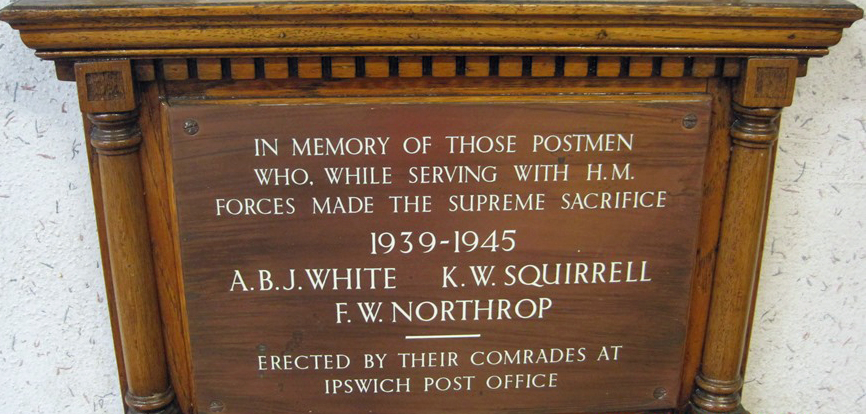 IN MEMORY OF THOSE POSTMEN
WHO, WHILE SERVING WITH H.M.
FORCES MADE THE SUPREME SACRIFICE
1939-1945
A.B.J. WHITE K.W. SQUIRRELL
F.W. NORTHROP
ERECTED BY THEIR COMRADES AT
IPSWICH POST OFFICE